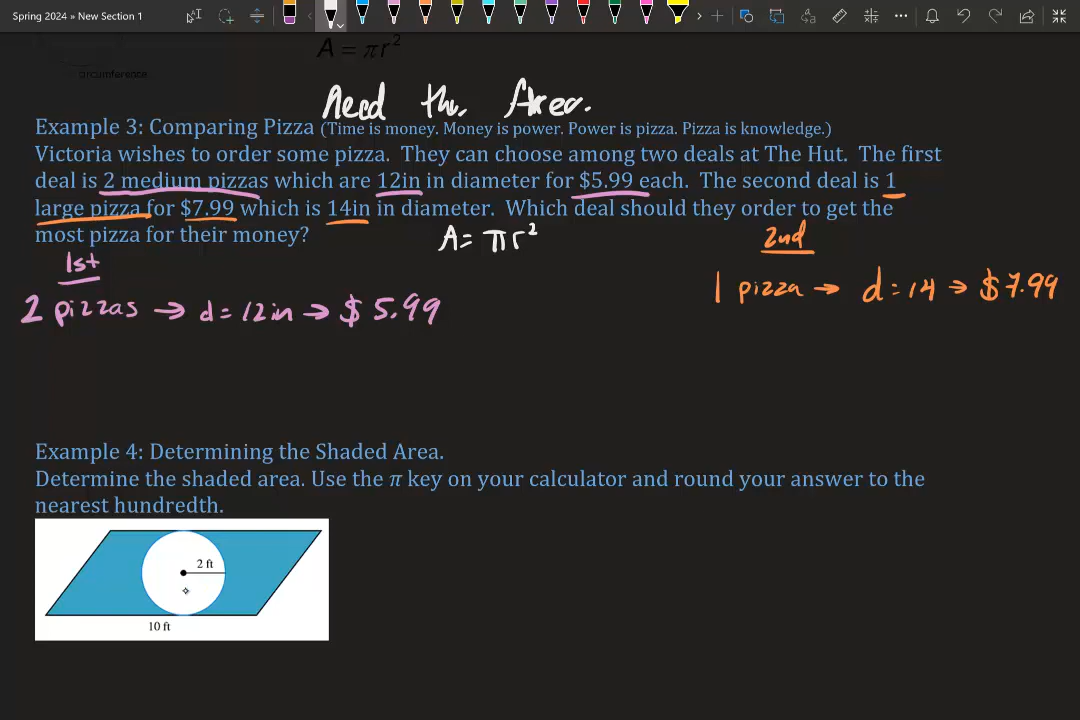 Spring 2024 » New Section 1
A = πr²
circumference
Need the Area.
Example 3: Comparing Pizza (Time is money. Money is power. Power is pizza. Pizza is knowledge.)
Victoria wishes to order some pizza. They can choose among two deals at The Hut. The first
deal is 2 medium pizzas which are 12in in diameter for $5.99 each. The second deal is 1
large pizza for $7.99 which is 14in in diameter. Which deal should they order to get the
most pizza for their money?
A = πr²
1st
2nd
2 pizzas → d = 12in → $5.99
1 pizza → d = 14 → $7.99
Example 4: Determining the Shaded Area.
Determine the shaded area. Use the π key on your calculator and round your answer to the
nearest hundredth.
2 ft
10 ft